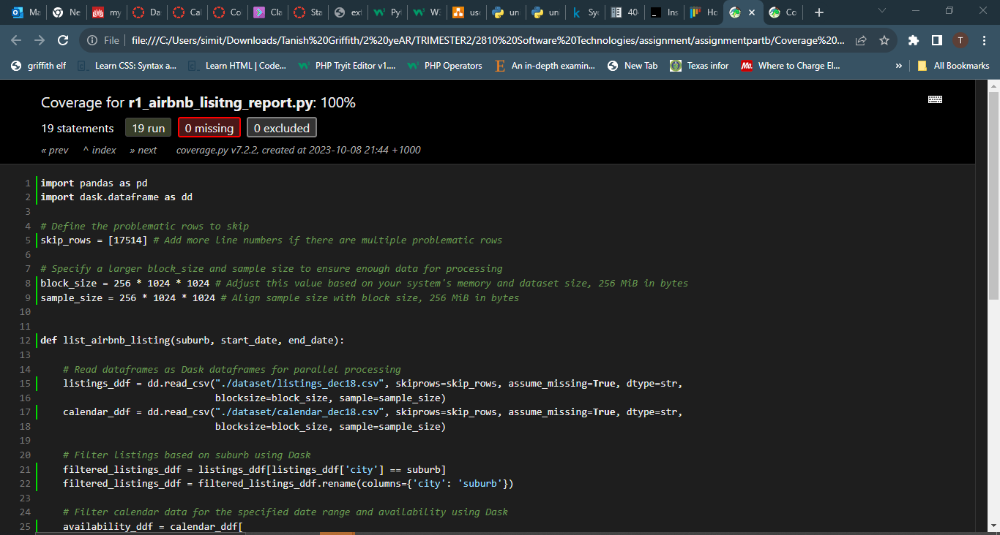 Ma
Ne
my
Da
Cal
Co
Cla
Sta
ext
Pyt
W3
use
un
un
Sy
40
Ins
Ho
Co
File
file:///C:/Users/simit/Downloads/Tanish%20Griffith/2%20yeAR/TRIMESTER2/2810%20Software%20Technologies/assignment/assignmentpartb/Coverage%20...
T
griffith elf
Learn CSS: Syntax a...
Learn HTML | Code...
PHP Tryit Editor v1....
PHP Operators
An in-depth examin...
New Tab
Texas infor
Mo.
Where to Charge El...
»
All Bookmarks
Coverage for r1_airbnb_lisitng_report.py: 100%
19 statements 19 run 0 missing 0 excluded
« prev ^ index » next coverage.py v7.2.2, created at 2023-10-08 21:44 +1000
1 import pandas as pd
2 import dask.dataframe as dd
3
4 # Define the problematic rows to skip
5 skip_rows = [17514] # Add more line numbers if there are multiple problematic rows
6
7 # Specify a larger block_size and sample size to ensure enough data for processing
8 block_size = 256 * 1024 * 1024 # Adjust this value based on your system's memory and dataset size, 256 MiB in bytes
9 sample_size = 256 * 1024 * 1024 # Align sample size with block size, 256 MiB in bytes
10
11
12 def list_airbnb_listing(suburb, start_date, end_date):
13
14 # Read dataframes as Dask dataframes for parallel processing
15 listings_ddf = dd.read_csv("./dataset/listings_dec18.csv", skiprows=skip_rows, assume_missing=True, dtype=str,
16 blocksize=block_size, sample=sample_size)
17 calendar_ddf = dd.read_csv("./dataset/calendar_dec18.csv", skiprows=skip_rows, assume_missing=True, dtype=str,
18 blocksize=block_size, sample=sample_size)
19
20 # Filter listings based on suburb using Dask
21 filtered_listings_ddf = listings_ddf[listings_ddf['city'] == suburb]
22 filtered_listings_ddf = filtered_listings_ddf.rename(columns={'city': 'suburb'})
23
24 # Filter calendar data for the specified date range and availability using Dask
25 availability_ddf = calendar_ddf[